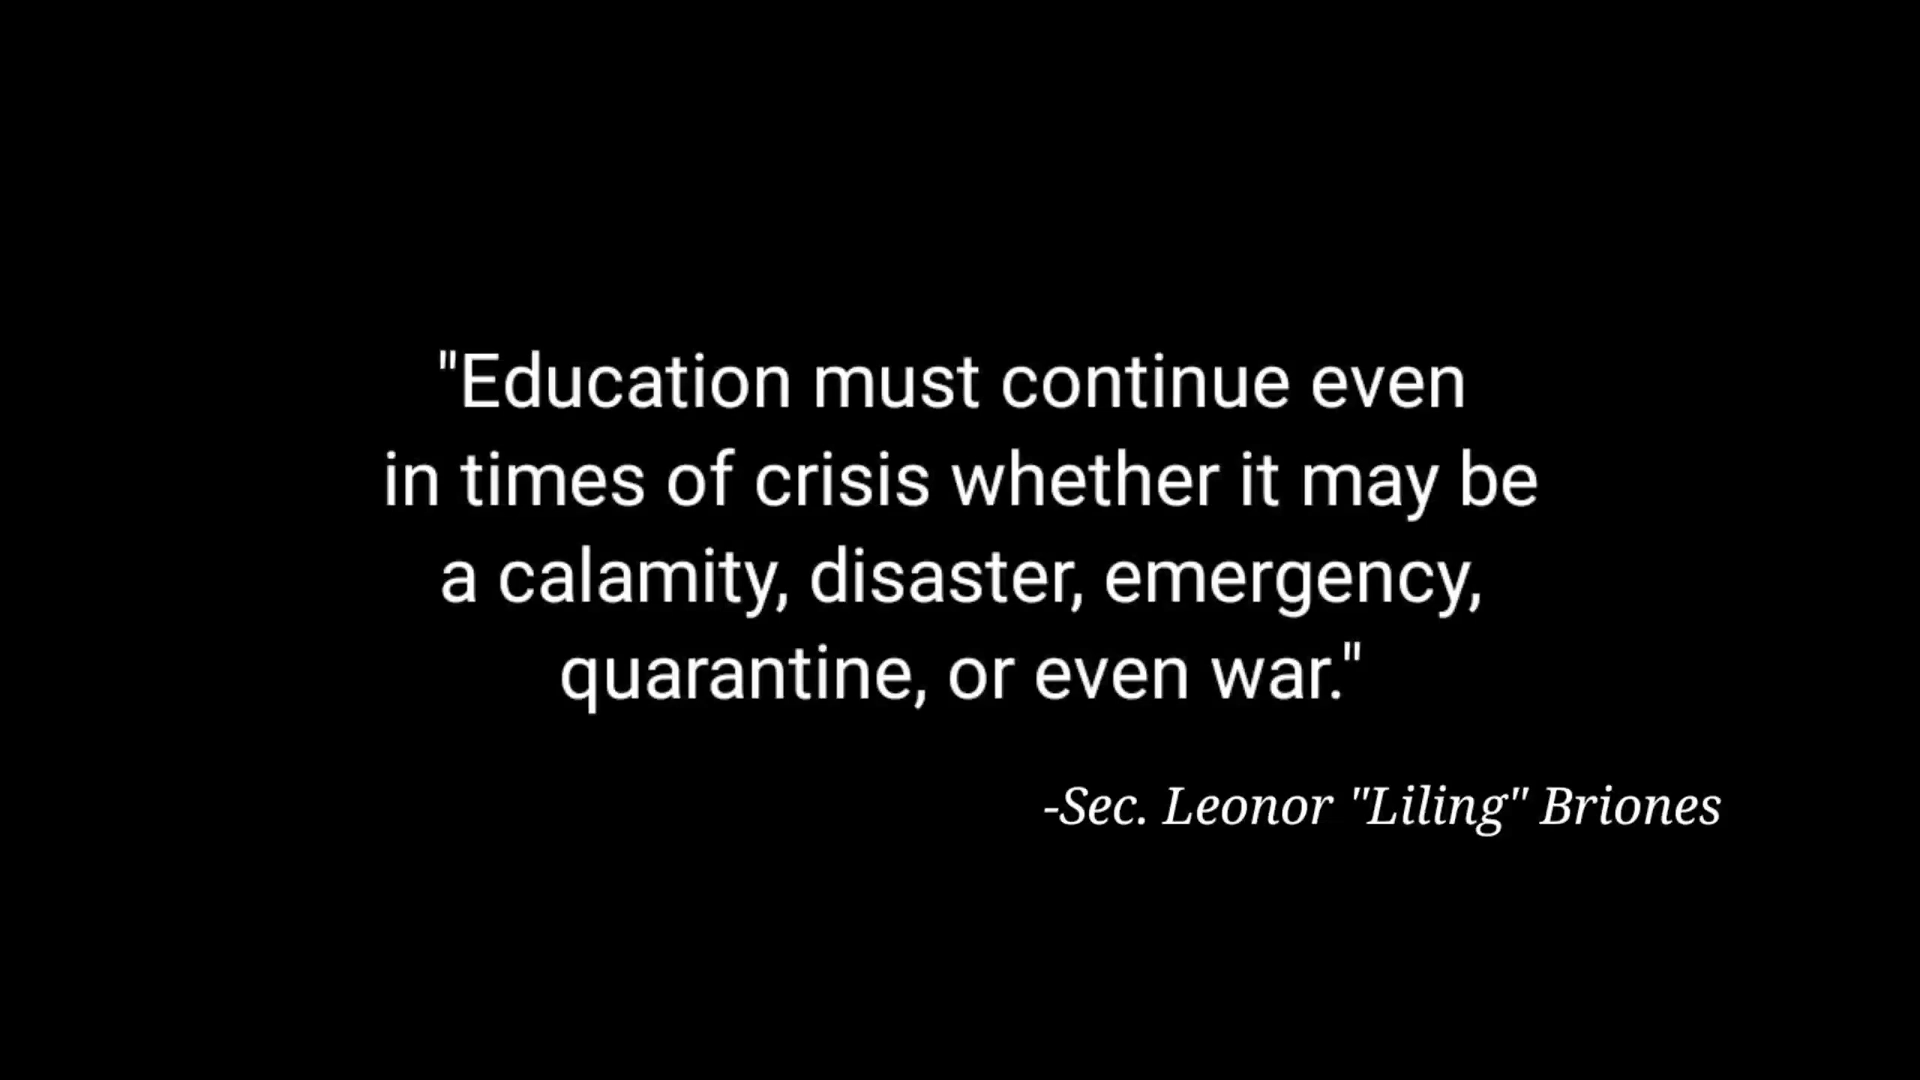 "Education must continue even
in times of crisis whether it may be
a calamity, disaster, emergency,
quarantine, or even war."
-Sec. Leonor "Liling" Briones